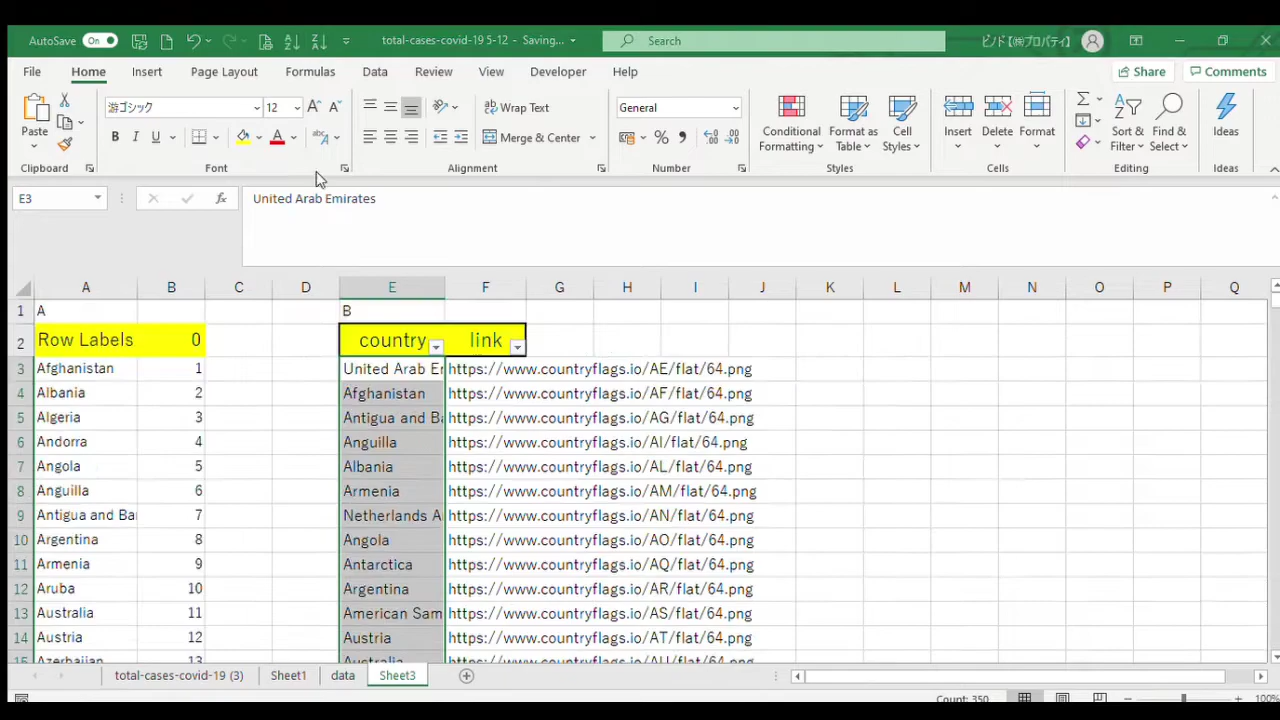 AutoSave On total-cases-covid-19 5-12 - Saving... Search
File Home Insert Page Layout Formulas Data Review View Developer Help Share Comments
游ゴシック 12 A A Wrap Text General
Paste B I U A Merge & Center % Conditional Formatting Format as Table Cell Styles Insert Delete Format Sort & Filter Find & Select Ideas
Clipboard Font Alignment Number Styles Cells Editing Ideas
E3 fx United Arab Emirates
A B C D E F G H I J K L M N O P Q
1 A B
2 Row Labels 0 country link
3 Afghanistan 1 United Arab Er https://www.countryflags.io/AE/flat/64.png
4 Albania 2 Afghanistan https://www.countryflags.io/AF/flat/64.png
5 Algeria 3 Antigua and Ba https://www.countryflags.io/AG/flat/64.png
6 Andorra 4 Anguilla https://www.countryflags.io/AI/flat/64.png
7 Angola 5 Albania https://www.countryflags.io/AL/flat/64.png
8 Anguilla 6 Armenia https://www.countryflags.io/AM/flat/64.png
9 Antigua and Bar 7 Netherlands A https://www.countryflags.io/AN/flat/64.png
10 Argentina 8 Angola https://www.countryflags.io/AO/flat/64.png
11 Armenia 9 Antarctica https://www.countryflags.io/AQ/flat/64.png
12 Aruba 10 Argentina https://www.countryflags.io/AR/flat/64.png
13 Australia 11 American Sam https://www.countryflags.io/AS/flat/64.png
14 Austria 12 Austria https://www.countryflags.io/AT/flat/64.png
15 Azerbaijan 13 Australia https://www.countryflags.io/AU/flat/64.png
total-cases-covid-19 (3) Sheet1 data Sheet3
Count: 350 100%